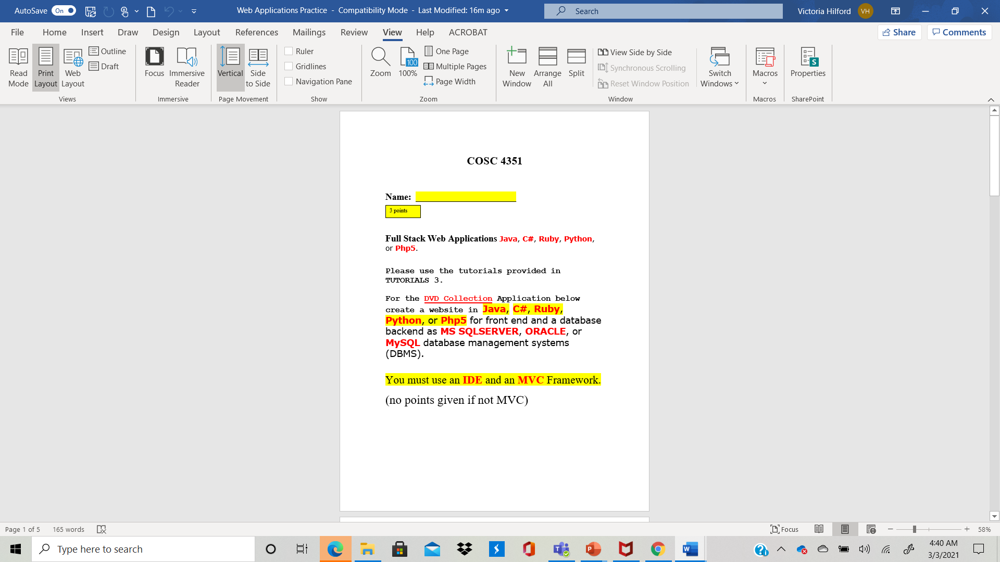 AutoSave On Web Applications Practice - Compatibility Mode - Last Modified: 16m ago Search Victoria Hilford VH
File Home Insert Draw Design Layout References Mailings Review View Help ACROBAT Share Comments
Read Mode
Print Layout
Web Layout
Outline
Draft
Views
Focus
Immersive Reader
Immersive
Vertical
Side to Side
Page Movement
Ruler
Gridlines
Navigation Pane
Show
Zoom
100
100%
One Page
Multiple Pages
Page Width
Zoom
New Window
Arrange All
Split
View Side by Side
Synchronous Scrolling
Reset Window Position
Window
Switch Windows
Macros
Macros
S
Properties
SharePoint
COSC 4351
Name:
3 points
Full Stack Web Applications Java, C#, Ruby, Python,
or Php5.
Please use the tutorials provided in
TUTORIALS 3.
For the DVD Collection Application below
create a website in Java, C#, Ruby,
Python, or Php5 for front end and a database
backend as MS SQLSERVER, ORACLE, or
MySQL database management systems
(DBMS).
You must use an IDE and an MVC Framework.
(no points given if not MVC)
Page 1 of 5 165 words Focus 58%
Type here to search
4:40 AM
3/3/2021